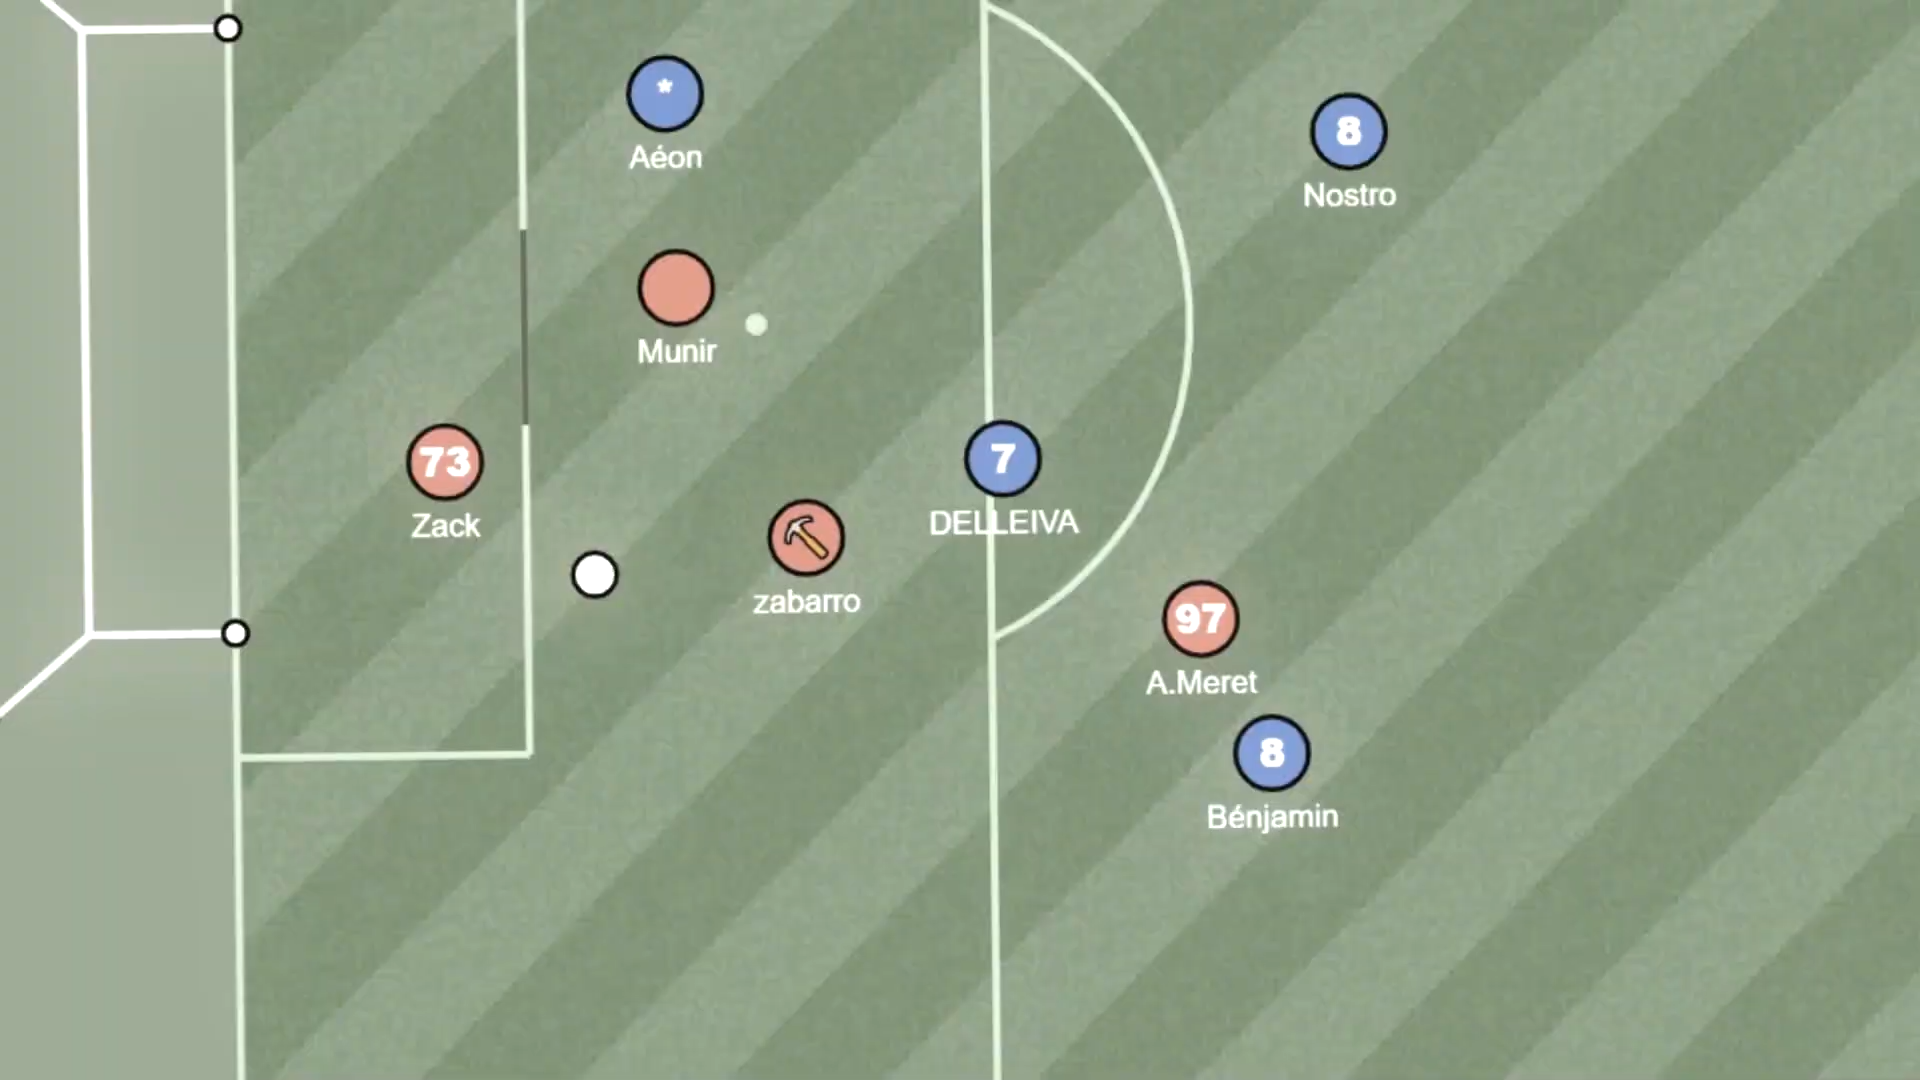 *
Aéon
8
Nostro
Munir
73
Zack
7
DELLEIVA
zabarro
97
A.Meret
8
Bénjamin